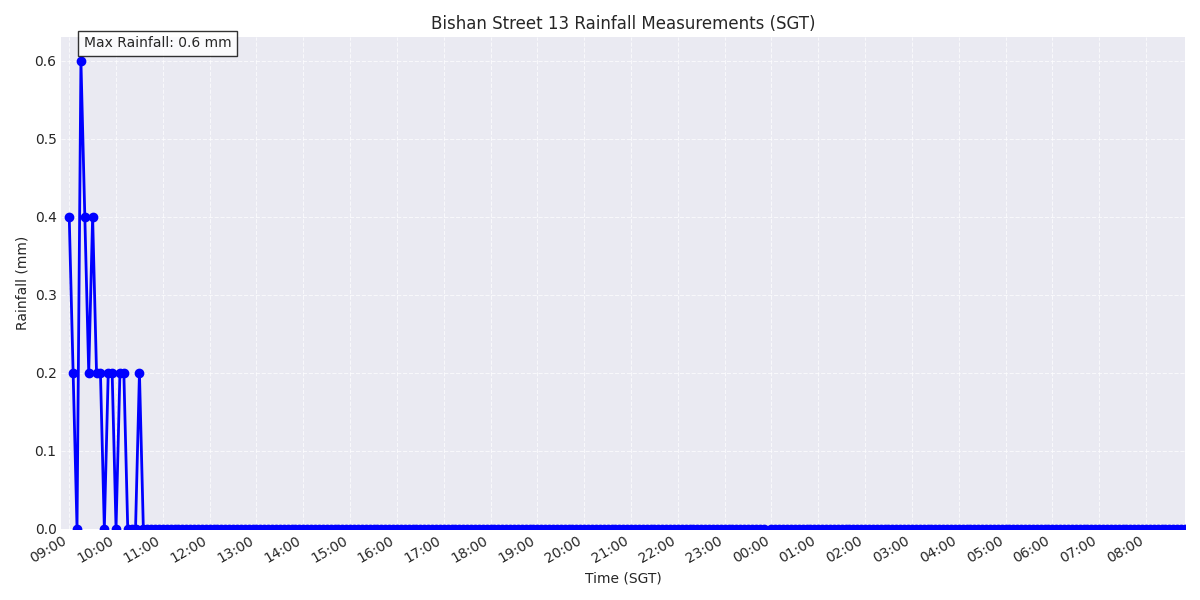 Bishan Street 13 Rainfall Measurements (SGT)
Max Rainfall: 0.6 mm
0.6
0.5
0.4
0.3
0.2
0.1
0.0
Rainfall (mm)
09:00 10:00 11:00 12:00 13:00 14:00 15:00 16:00 17:00 18:00 19:00 20:00 21:00 22:00 23:00 00:00 01:00 02:00 03:00 04:00 05:00 06:00 07:00 08:00
Time (SGT)